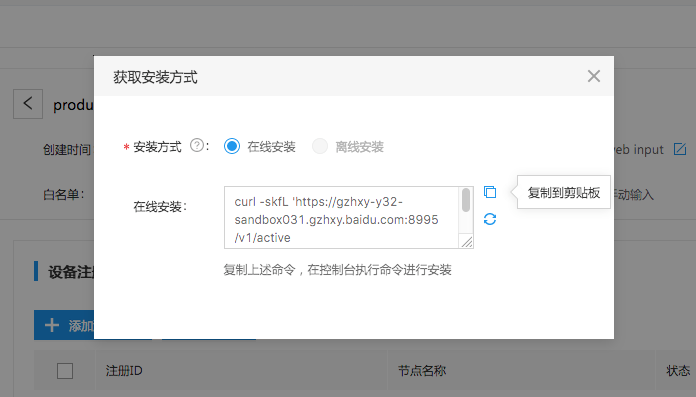 获取安装方式
produ
* 安装方式 ? : 在线安装 离线安装
创建时间:
web input
白名单:
手动输入
在线安装:
curl -skfL 'https://gzhxy-y32-
sandbox031.gzhxy.baidu.com:8995
/v1/active
复制到剪贴板
复制上述命令，在控制台执行命令进行安装
设备注册
添加
注册ID
节点名称
状态